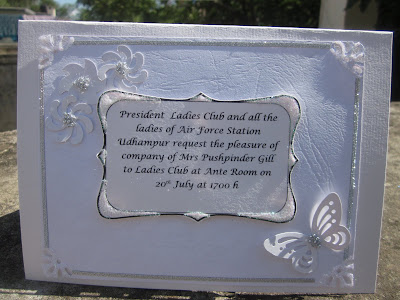 President Ladies Club and all the
ladies of Air Force Station
Udhampur request the pleasure of
company of Mrs Pushpinder Gill
to Ladies Club at Ante Room on
20th July at 1700 h